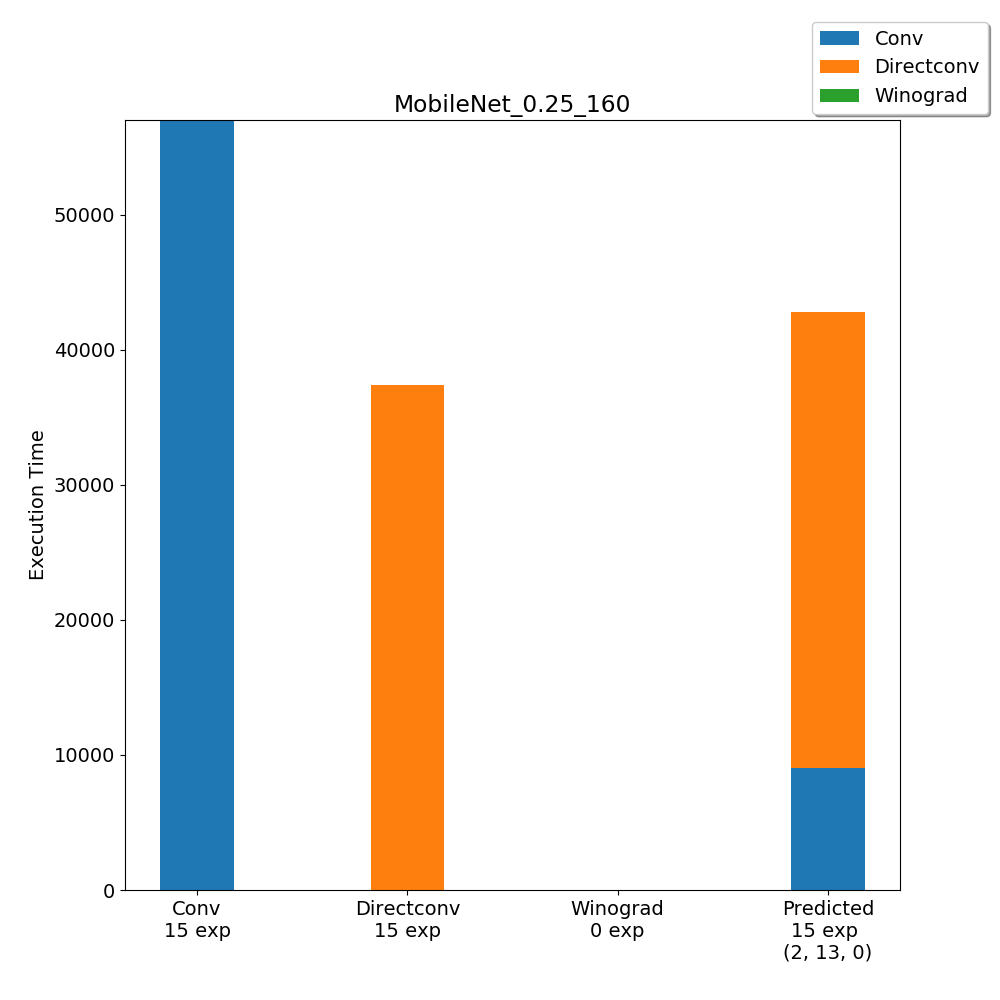 Conv
Directconv
Winograd
MobileNet_0.25_160
Execution Time
50000
40000
30000
20000
10000
0
Conv
15 exp
Directconv
15 exp
Winograd
0 exp
Predicted
15 exp
(2, 13, 0)